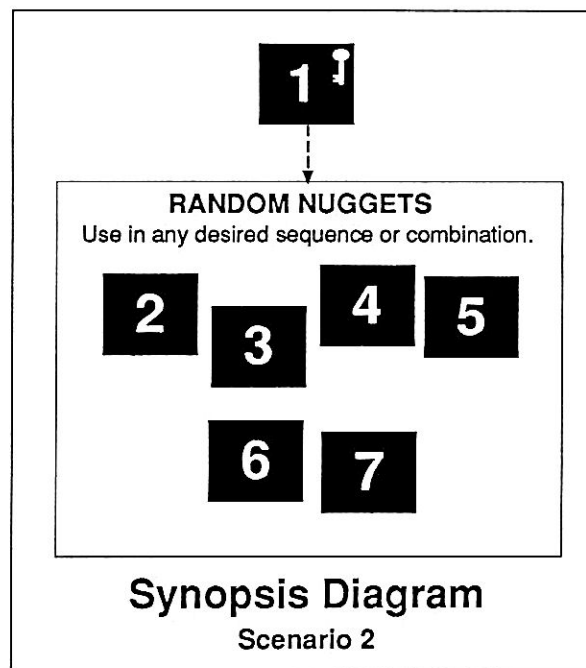 1
RANDOM NUGGETS
Use in any desired sequence or combination.
2
3
4
5
6
7
Synopsis Diagram
Scenario 2